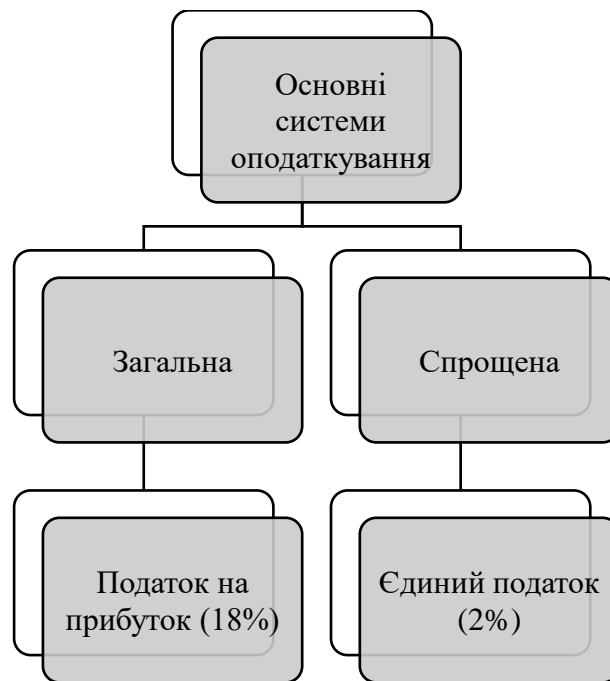 Основні
системи
оподаткування
Загальна
Спрощена
Податок на
прибуток (18%)
Єдиний податок
(2%)